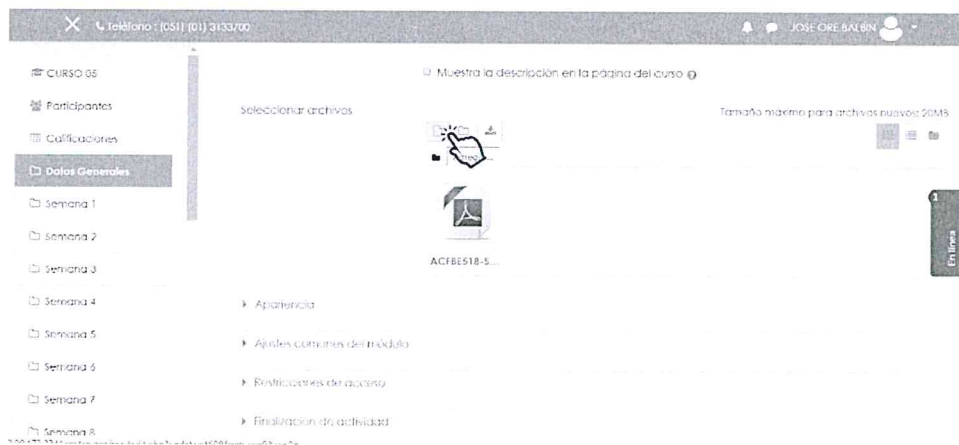 Teléfono : (051) (01) 3133700
JOSE ORE BALBIN
CURSO 05
Participantes
Calificaciones
Datos Generales
Semana 1
Semana 2
Semana 3
Semana 4
Semana 5
Semana 6
Semana 7
Semana 8
Muestra la descripción en la página del curso
Seleccionar archivos
Tamaño máximo para archivos nuevos: 20MB
ACFBE518-S...
Apariencia
Ajustes comunes del módulo
Restricciones de acceso
Finalización de actividad
1
En línea